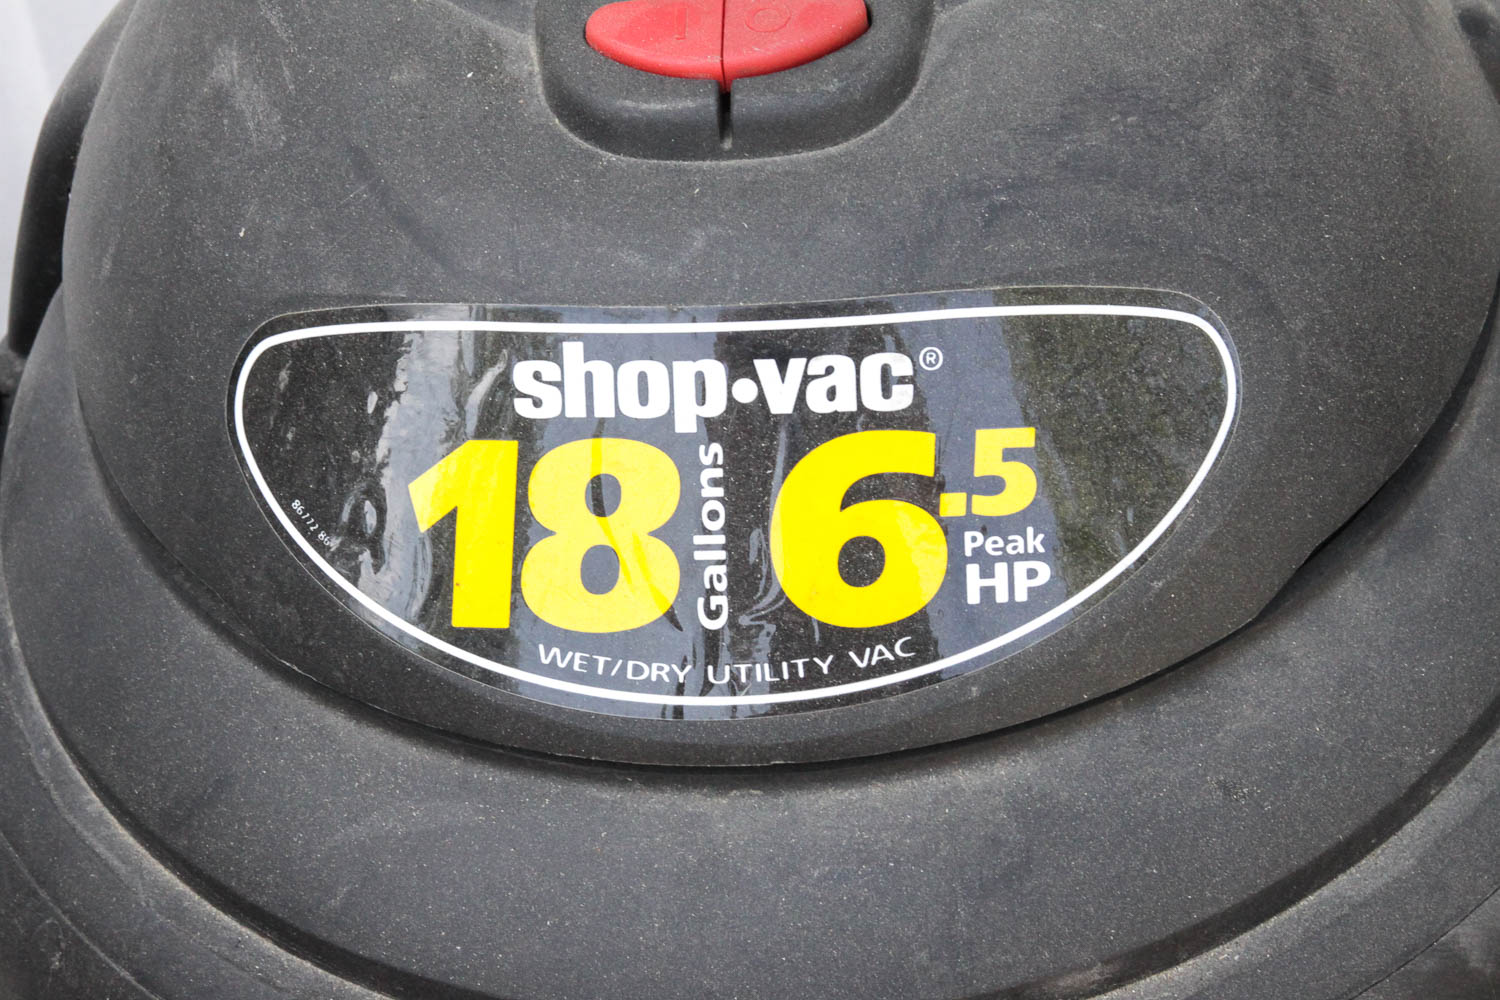 shop·vac®
18 Gallons 6.5 Peak HP
WET/DRY UTILITY VAC